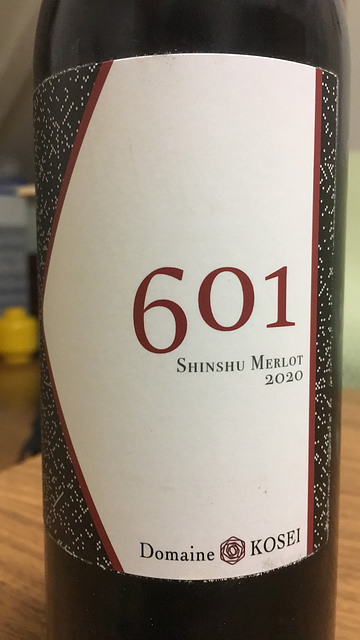 601
Shinshu Merlot
2020
Domaine KOSEI